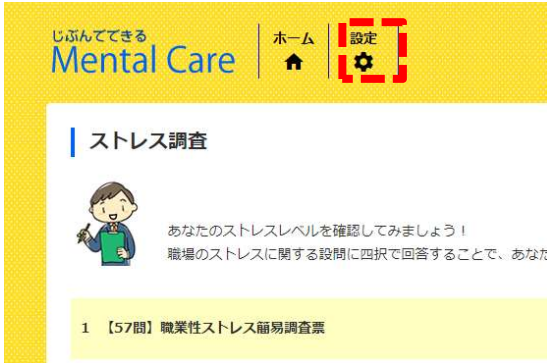 じぶんでできる
Mental Care
ホーム
設定
ストレス調査
あなたのストレスレベルを確認してみましょう！
職場のストレスに関する設問に四択で回答することで、あな
1 【57問】職業性ストレス簡易調査票